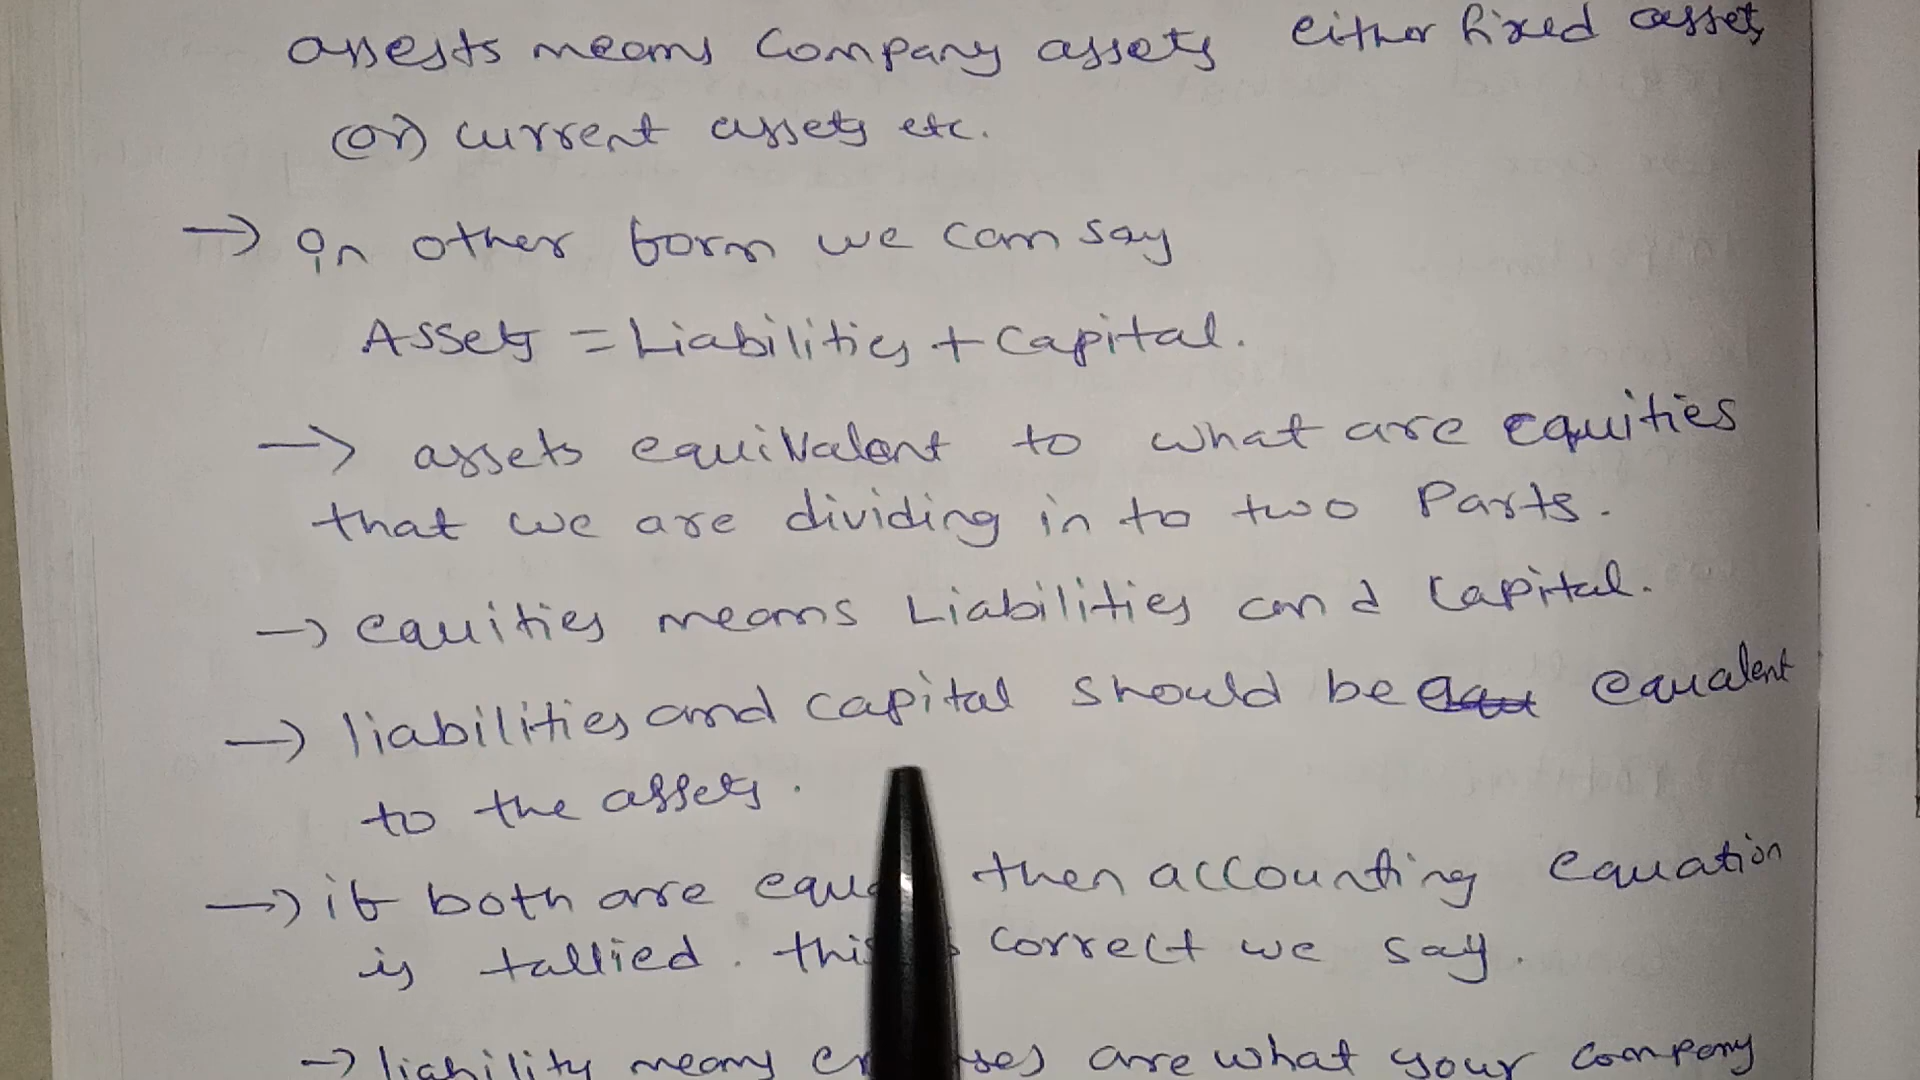 assests means Company assets either fixed assets
(or) current assets etc.
→ In other form we can say
Assets = Liabilities + Capital.
→ assets equivalent to what are equities
that we are dividing in to two Parts.
→ equities means Liabilities and Capital.
→ liabilities and capital should be equalent
to the assets.
→ if both are then accounting equation
is tallied. this correct we say.
→ liability means are what your company